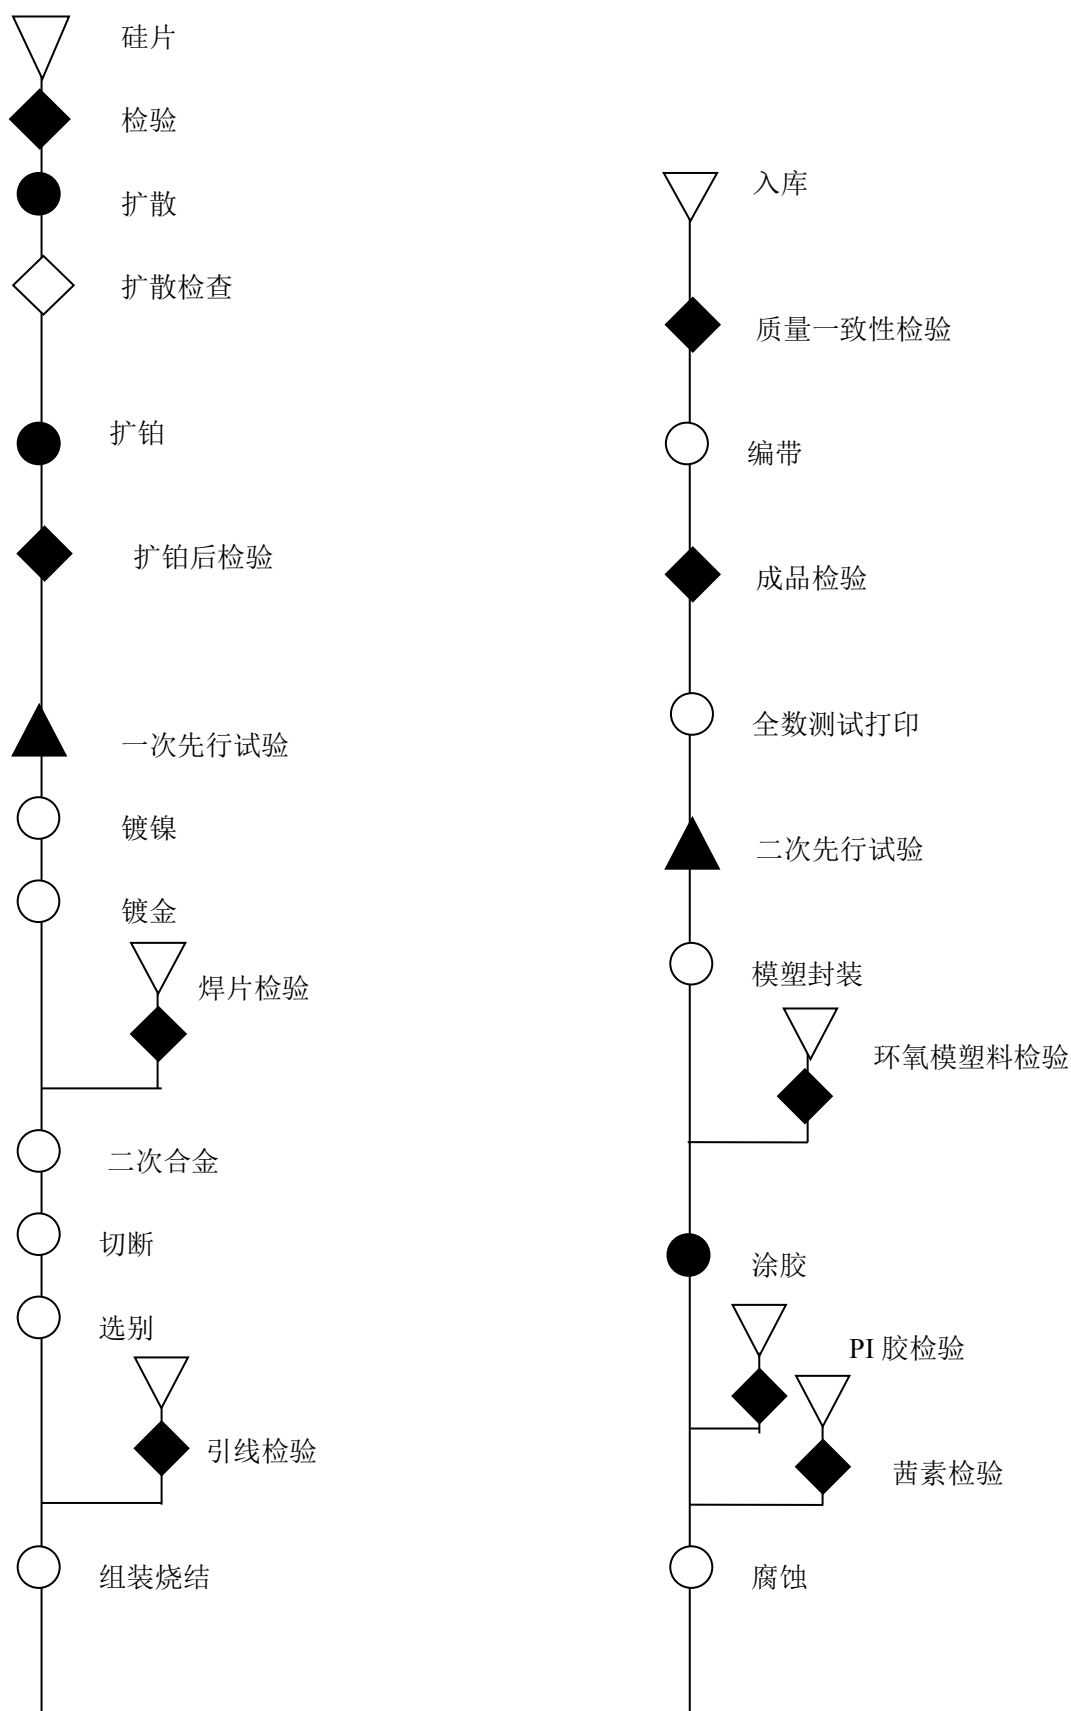 硅片
检验
扩散
扩散检查
扩铂
扩铂后检验
一次先行试验
镀镍
镀金
焊片检验
二次合金
切断
选别
引线检验
组装烧结
入库
质量一致性检验
编带
成品检验
全数测试打印
二次先行试验
模塑封装
环氧模塑料检验
涂胶
PI 胶检验
茜素检验
腐蚀